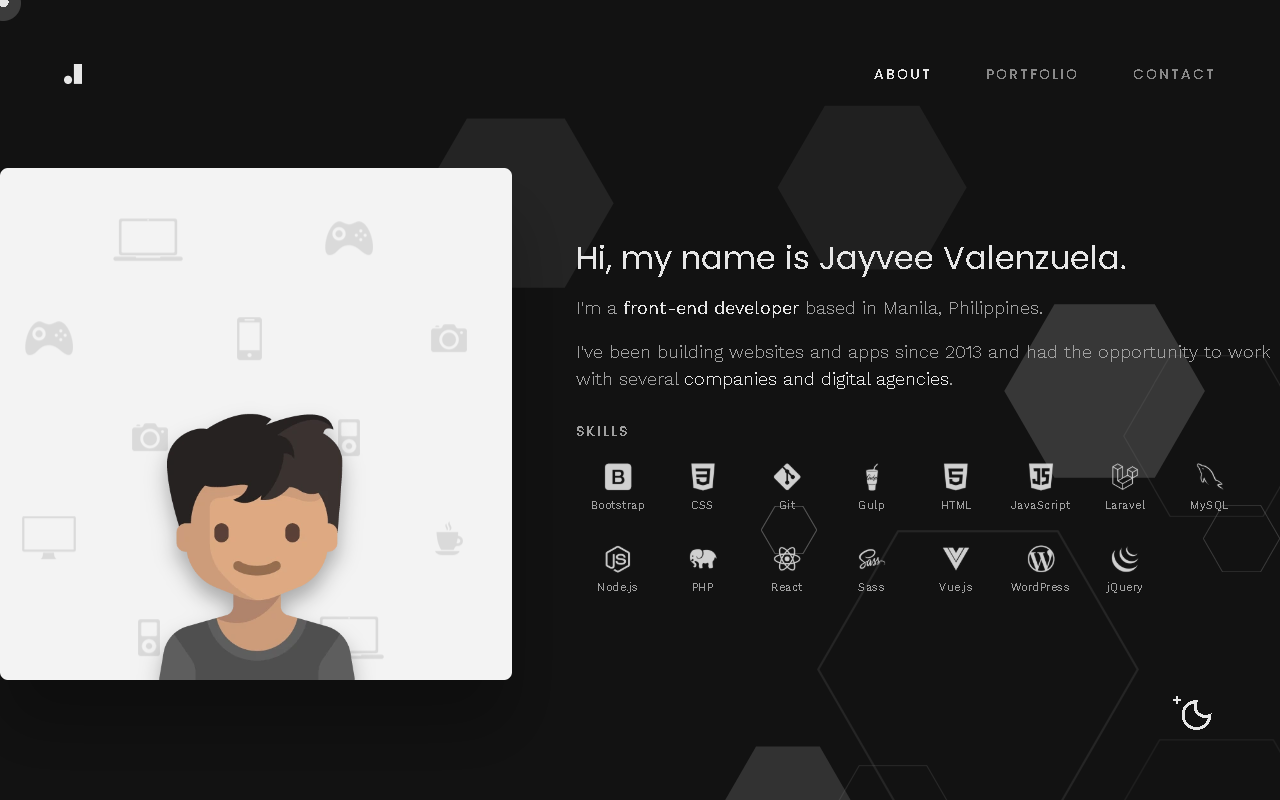 ABOUT PORTFOLIO CONTACT
Hi, my name is Jayvee Valenzuela.
I'm a front-end developer based in Manila, Philippines.
I've been building websites and apps since 2013 and had the opportunity to work
with several companies and digital agencies.
SKILLS
Bootstrap CSS Git Gulp HTML JavaScript Laravel MySQL
Node.js PHP React Sass Vue.js WordPress jQuery